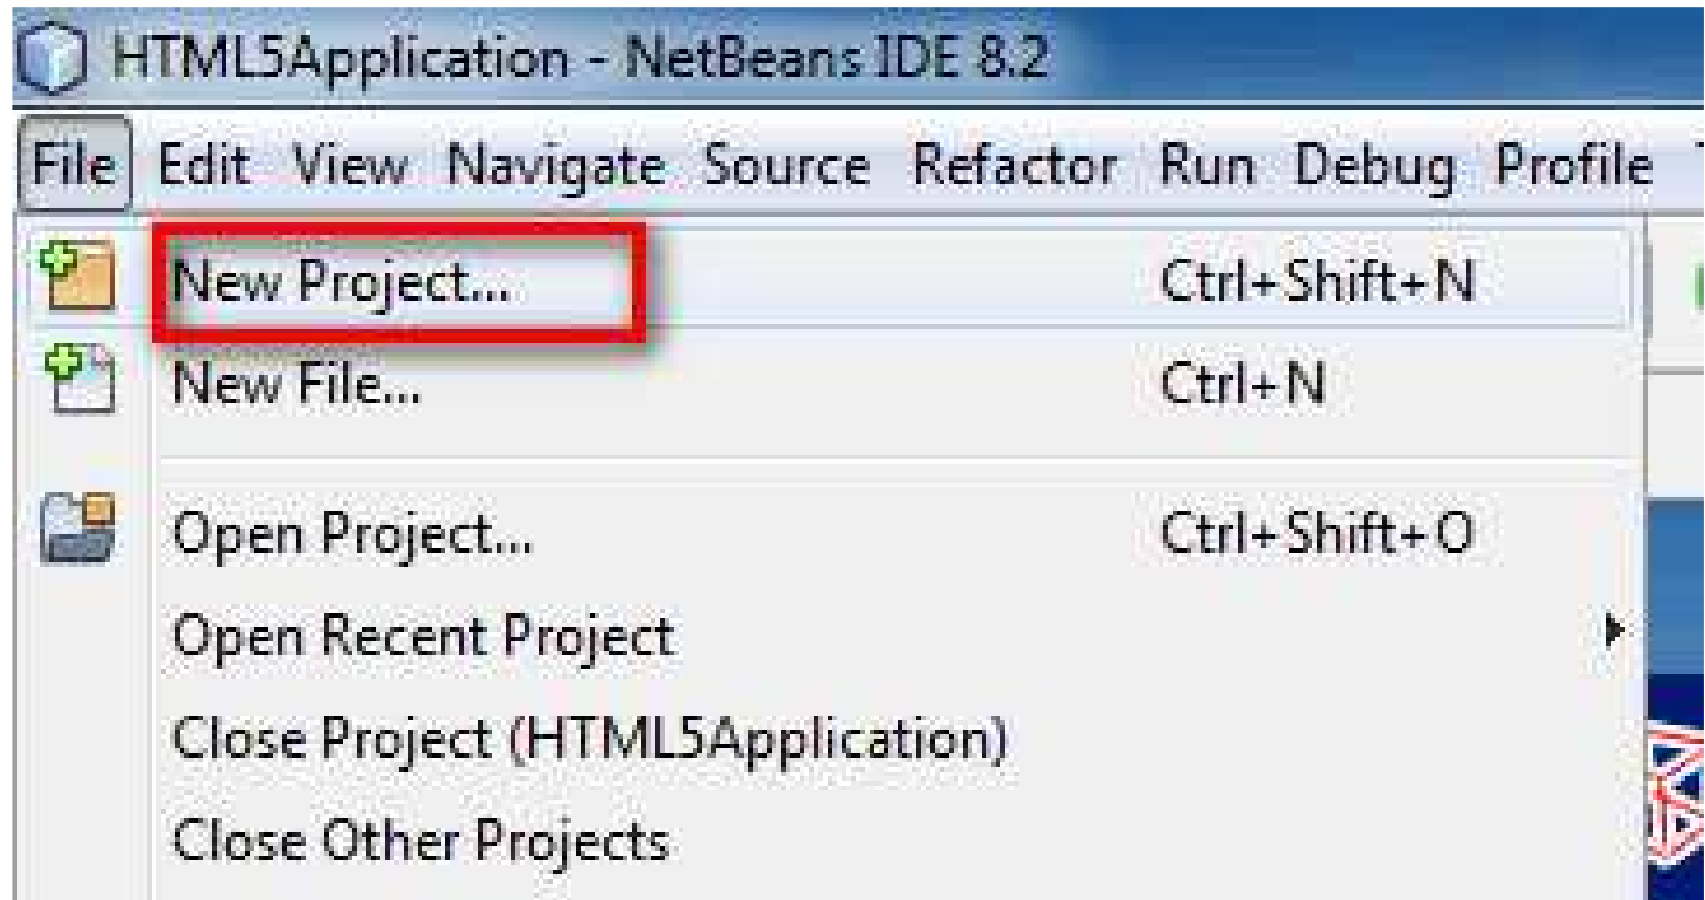 HTML5Application - NetBeans IDE 8.2
File Edit View Navigate Source Refactor Run Debug Profile
New Project... Ctrl+Shift+N
New File... Ctrl+N
Open Project... Ctrl+Shift+O
Open Recent Project
Close Project (HTML5Application)
Close Other Projects